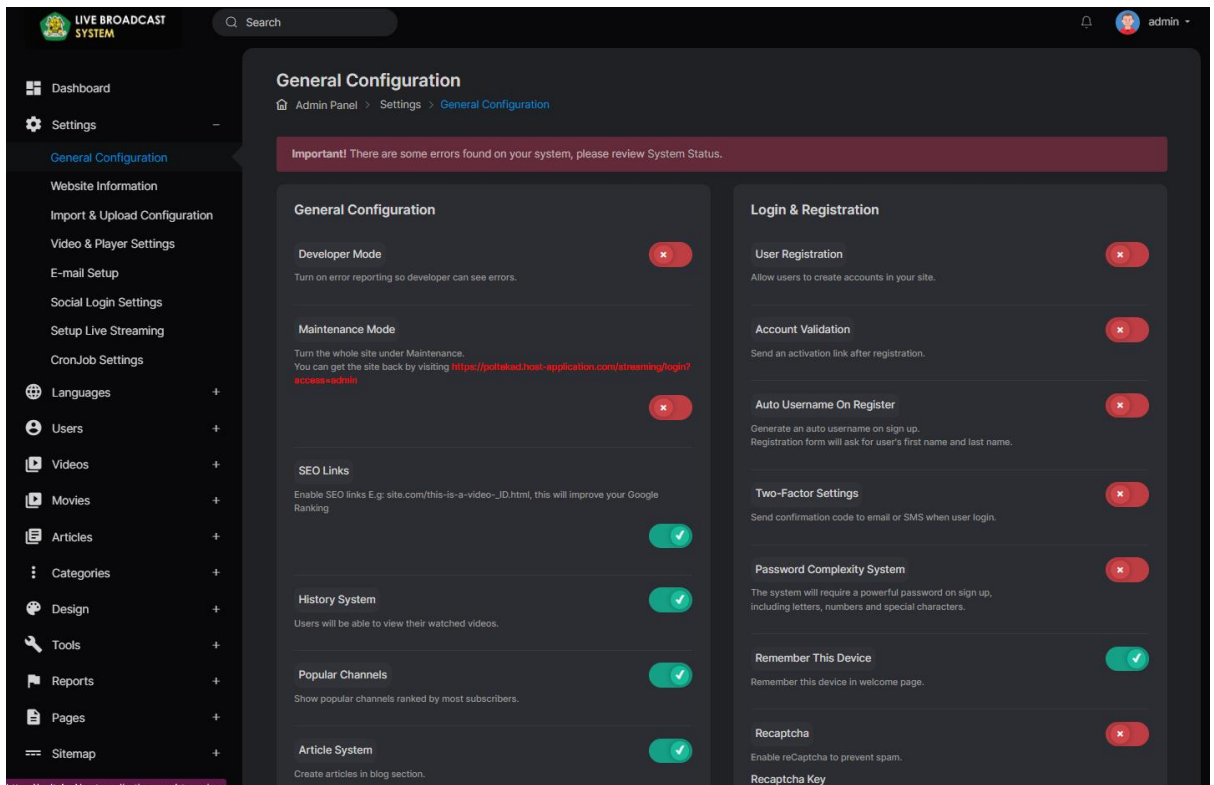 LIVE BROADCAST
SYSTEM
Search
admin
Dashboard
Settings
General Configuration
Website Information
Import & Upload Configuration
Video & Player Settings
E-mail Setup
Social Login Settings
Setup Live Streaming
CronJob Settings
Languages
Users
Videos
Movies
Articles
Categories
Design
Tools
Reports
Pages
Sitemap
General Configuration
Admin Panel > Settings > General Configuration
Important! There are some errors found on your system, please review System Status.
General Configuration
Developer Mode
Turn on error reporting so developer can see errors.
Maintenance Mode
Turn the whole site under Maintenance.
You can get the site back by visiting https://poltekad.host-application.com/streaming/login?
access=admin
SEO Links
Enable SEO links E.g: site.com/this-is-a-video-_ID.html, this will improve your Google
Ranking
History System
Users will be able to view their watched videos.
Popular Channels
Show popular channels ranked by most subscribers.
Article System
Create articles in blog section.
Login & Registration
User Registration
Allow users to create accounts in your site.
Account Validation
Send an activation link after registration.
Auto Username On Register
Generate an auto username on sign up.
Registration form will ask for user's first name and last name.
Two-Factor Settings
Send confirmation code to email or SMS when user login.
Password Complexity System
The system will require a powerful password on sign up,
including letters, numbers and special characters.
Remember This Device
Remember this device in welcome page.
Recaptcha
Enable reCaptcha to prevent spam.
Recaptcha Key